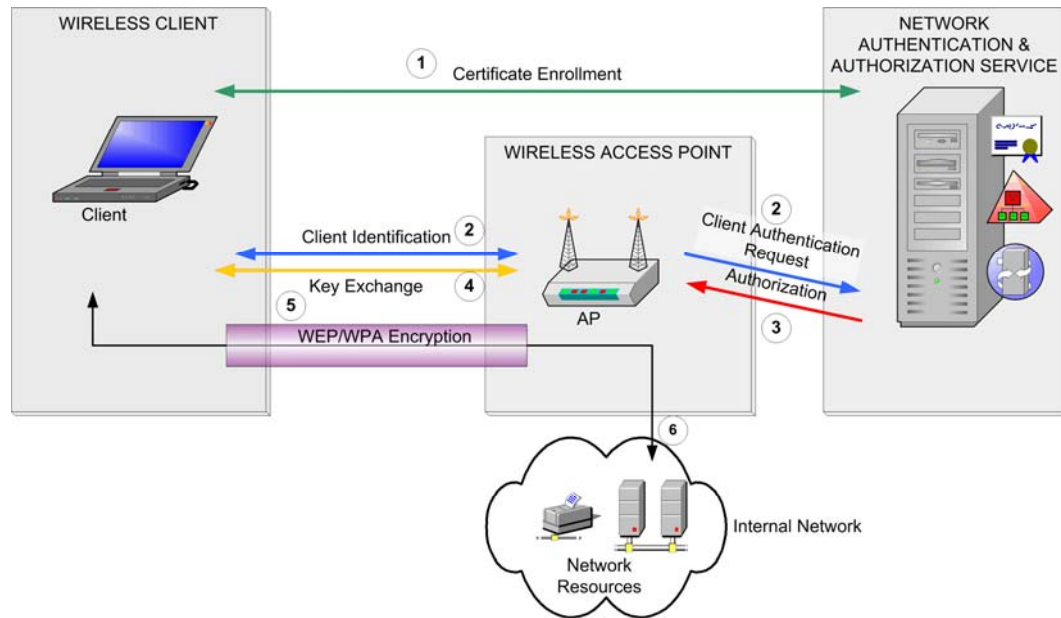 WIRELESS CLIENT
NETWORK
AUTHENTICATION &
AUTHORIZATION SERVICE
1
Certificate Enrollment
WIRELESS ACCESS POINT
Client
Client Identification
2
Key Exchange
4
2
Client Authentication
Request
Authorization
3
AP
5
WEP/WPA Encryption
6
Internal Network
Network
Resources